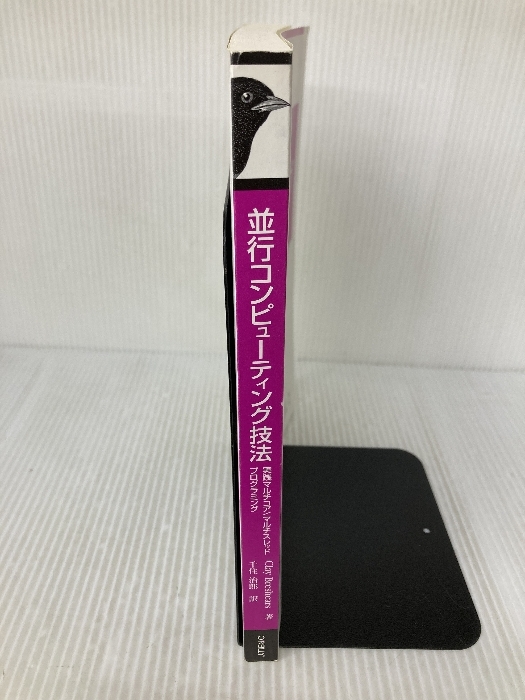 並行コンピューティング技法
実践マルチコア/マルチスレッド
プログラミング
Clay Breshears 著
千住 治郎 訳
O'REILLY